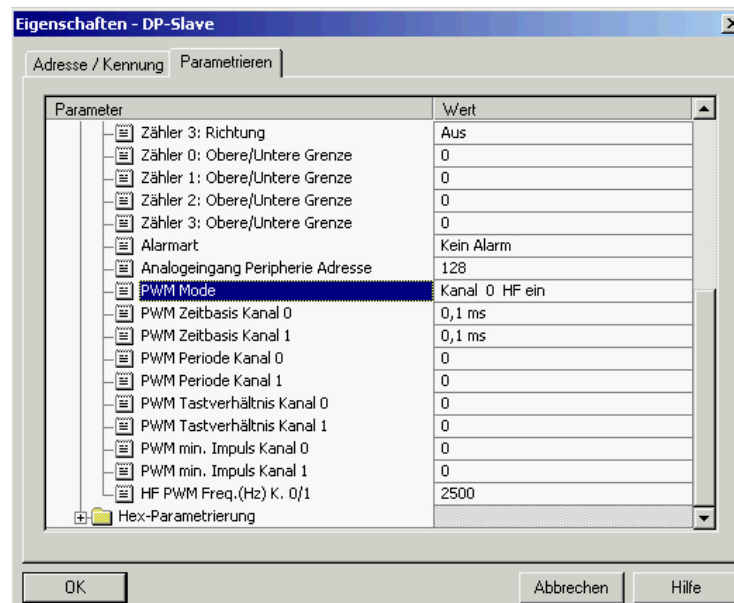 Eigenschaften - DP-Slave
Adresse / Kennung Parametrieren
Parameter Wert
Zähler 3: Richtung Aus
Zähler 0: Obere/Untere Grenze 0
Zähler 1: Obere/Untere Grenze 0
Zähler 2: Obere/Untere Grenze 0
Zähler 3: Obere/Untere Grenze 0
Alarmart Kein Alarm
Analogeingang Peripherie Adresse 128
PWM Mode Kanal 0 HF ein
PWM Zeitbasis Kanal 0 0,1 ms
PWM Zeitbasis Kanal 1 0,1 ms
PWM Periode Kanal 0 0
PWM Periode Kanal 1 0
PWM Tastverhältnis Kanal 0 0
PWM Tastverhältnis Kanal 1 0
PWM min. Impuls Kanal 0 0
PWM min. Impuls Kanal 1 0
HF PWM Freq.(Hz) K. 0/1 2500
Hex-Parametrierung
OK Abbrechen Hilfe